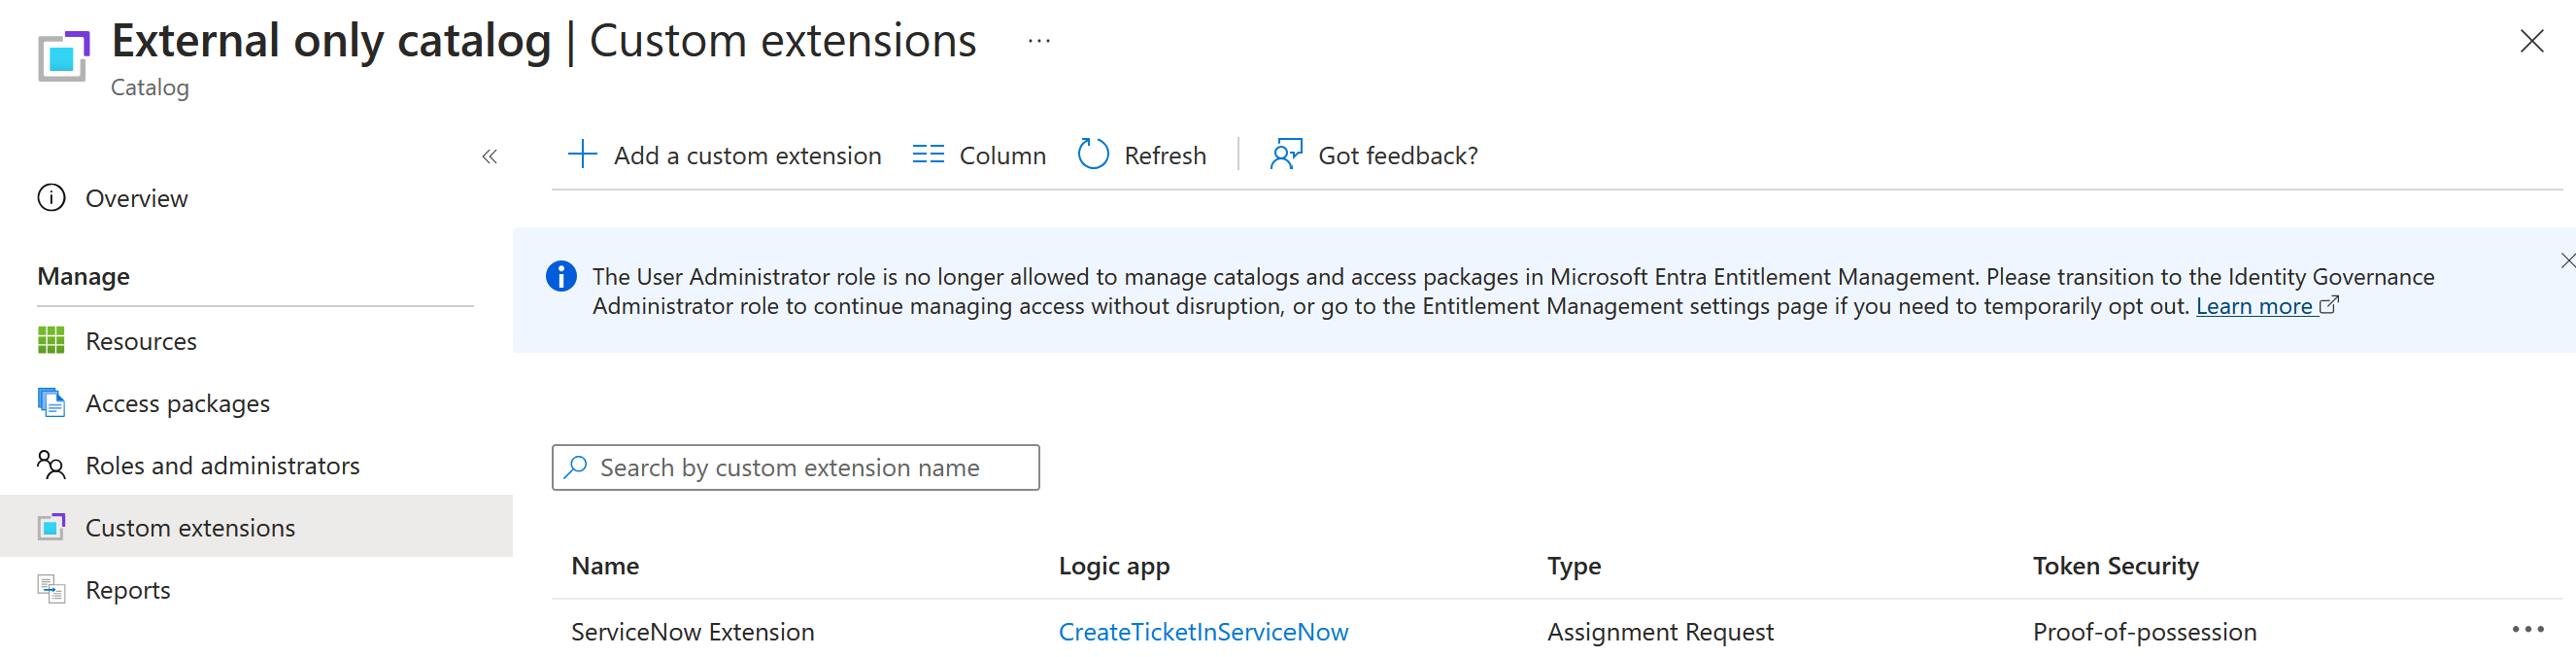 External only catalog | Custom extensions ...
Catalog
«
Overview
Manage
Resources
Access packages
Roles and administrators
Custom extensions
Reports
Add a custom extension Column Refresh Got feedback?
The User Administrator role is no longer allowed to manage catalogs and access packages in Microsoft Entra Entitlement Management. Please transition to the Identity Governance
Administrator role to continue managing access without disruption, or go to the Entitlement Management settings page if you need to temporarily opt out. Learn more
Search by custom extension name
Name Logic app Type Token Security
ServiceNow Extension CreateTicketInServiceNow Assignment Request Proof-of-possession ...